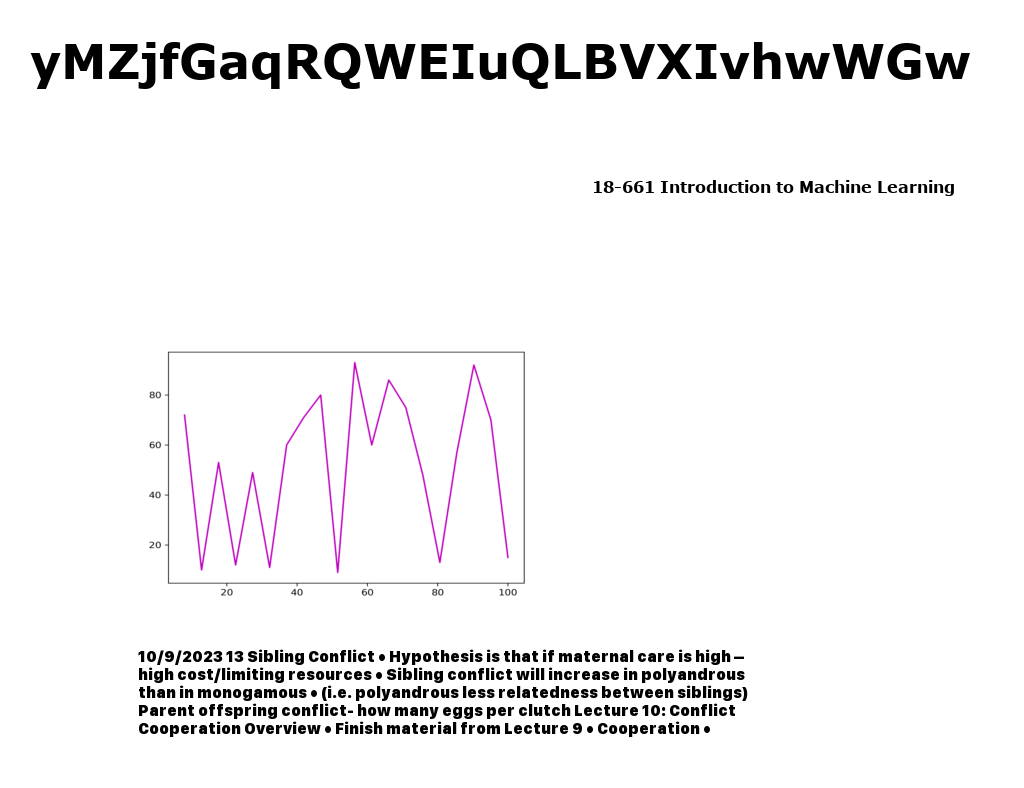 yMZjfGaqRQWEIuQLBVXIvhwWGw
18-661 Introduction to Machine Learning
80
60
40
20
20 40 60 80 100
10/9/2023 13 Sibling Conflict • Hypothesis is that if maternal care is high –
high cost/limiting resources • Sibling conflict will increase in polyandrous
than in monogamous • (i.e. polyandrous less relatedness between siblings)
Parent offspring conflict- how many eggs per clutch Lecture 10: Conflict
Cooperation Overview • Finish material from Lecture 9 • Cooperation •